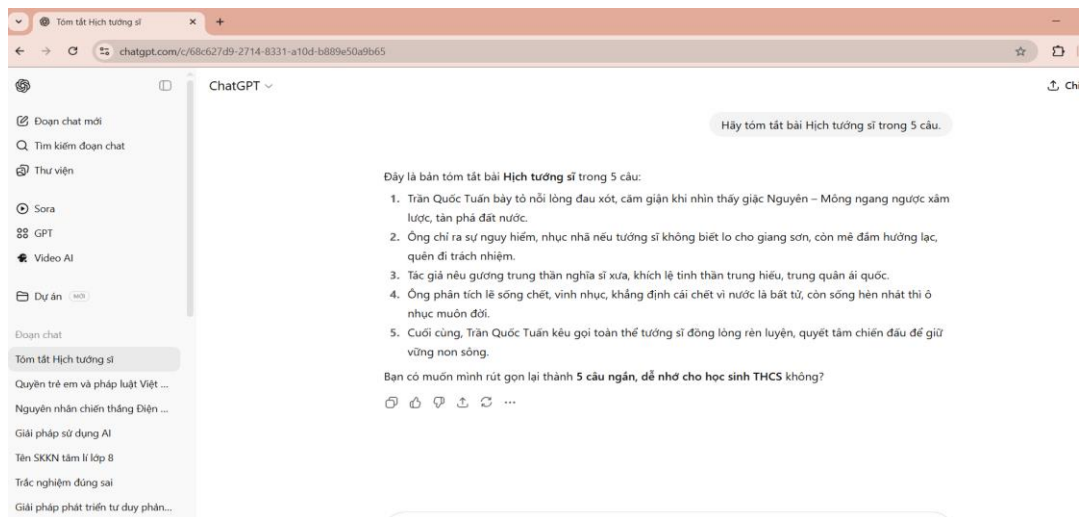 Tóm tắt Hịch tướng sĩ
chatgpt.com/c/68c627d9-2714-8331-a10d-b889e50a9b65
ChatGPT
Chi
Đoạn chat mới
Tìm kiếm đoạn chat
Thư viện
Sora
GPT
Video AI
Dự án MỚI
Đoạn chat
Tóm tắt Hịch tướng sĩ
Quyền trẻ em và pháp luật Việt ...
Nguyên nhân chiến thắng Điện ...
Giải pháp sử dụng AI
Tên SKKN tâm lí lớp 8
Trắc nghiệm đúng sai
Giải pháp phát triển tư duy phản...
Hãy tóm tắt bài Hịch tướng sĩ trong 5 câu.
Đây là bản tóm tắt bài Hịch tướng sĩ trong 5 câu:
1. Trần Quốc Tuấn bày tỏ nỗi lòng đau xót, căm giận khi nhìn thấy giặc Nguyên – Mông ngang ngược xâm
lược, tàn phá đất nước.
2. Ông chỉ ra sự nguy hiểm, nhục nhã nếu tướng sĩ không biết lo cho giang sơn, còn mê đắm hưởng lạc,
quên đi trách nhiệm.
3. Tác giả nêu gương trung thần nghĩa sĩ xưa, khích lệ tinh thần trung hiếu, trung quân ái quốc.
4. Ông phân tích lẽ sống chết, vinh nhục, khẳng định cái chết vì nước là bất tử, còn sống hèn nhát thì ô
nhục muôn đời.
5. Cuối cùng, Trần Quốc Tuấn kêu gọi toàn thể tướng sĩ đồng lòng rèn luyện, quyết tâm chiến đấu để giữ
vững non sông.
Bạn có muốn mình rút gọn lại thành 5 câu ngắn, dễ nhớ cho học sinh THCS không?